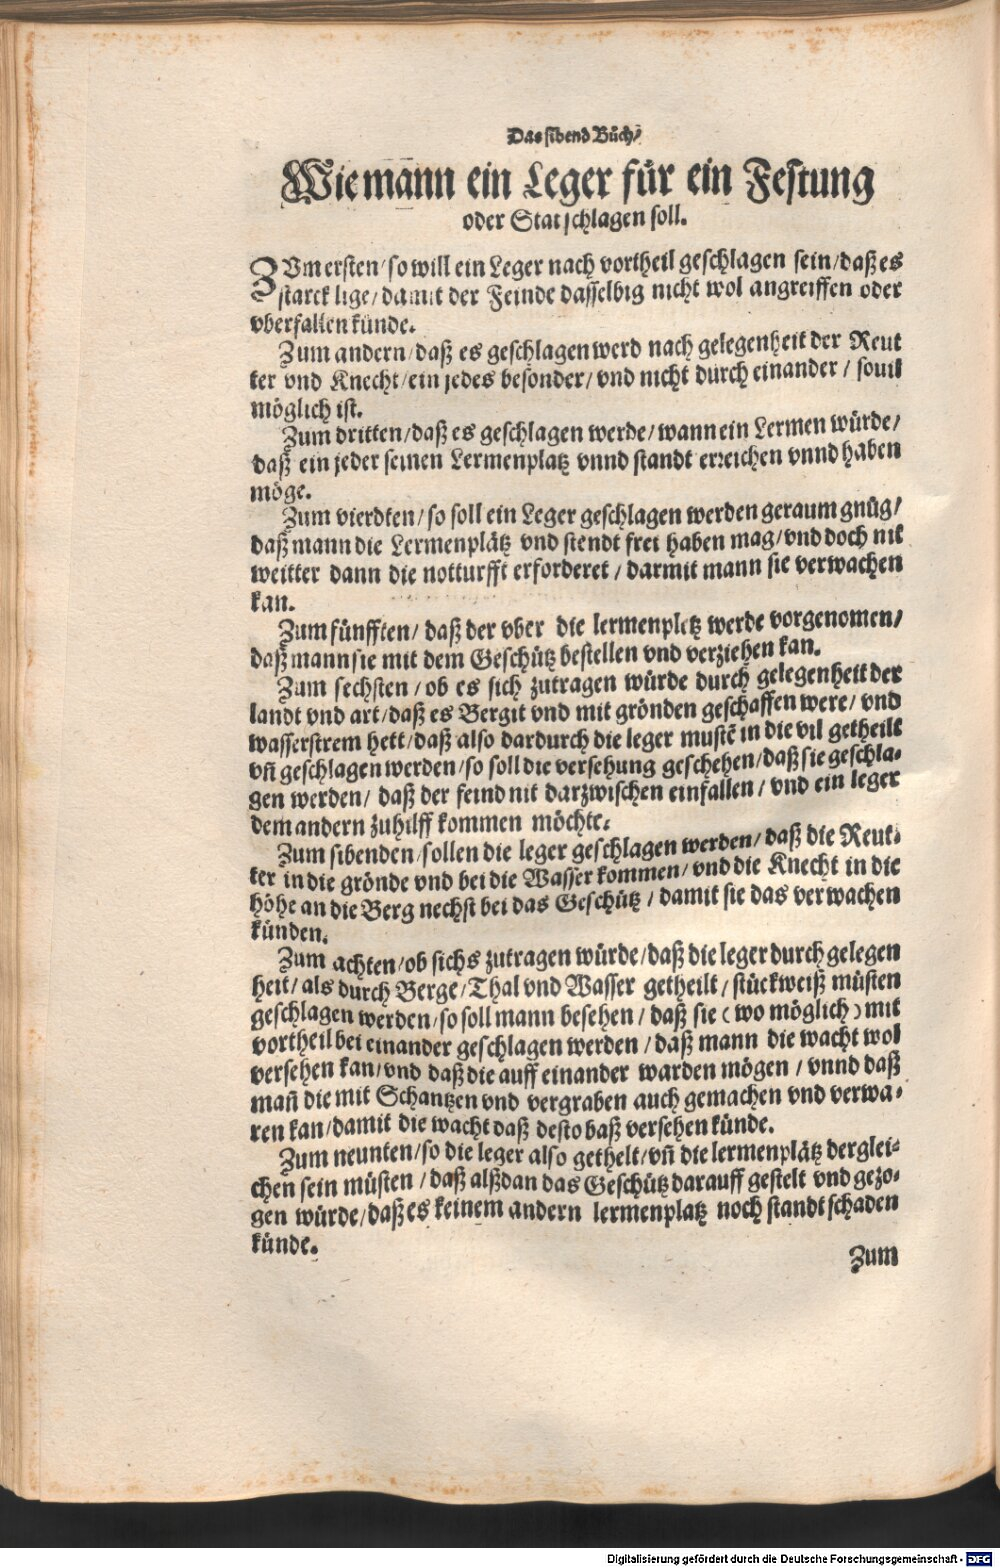 Das sibend Bůch/
Wie mann ein Leger für ein Festung
oder Stat schlagen soll.
ZVm ersten/ so will ein Leger nach vortheil geschlagen sein/ daß es
starck lige/ damit der Feinde dasselbig nicht wol angreiffen oder
vberfallen künde.
Zum andern/ daß es geschlagen werd nach gelegenheit der Reut
ter vnd Knecht/ ein jedes besonder/ vnd nicht durch einander/ souil
möglich ist.
Zum dritten/ daß es geschlagen werde/ wann ein Lermen würde/
daß ein jeder seinen Lermenplatz vnnd standt erreichen vnnd haben
möge.
Zum vierdten/ so soll ein Leger geschlagen werden geraum gnůg/
daß mann die Lermenplätz vnd stendt frei haben mag/ vnd doch nit
weitter dann die notturfft erforderet/ darmit mann sie verwachen
kan.
Zum fünfften/ daß der vber die lermenpletz werde vorgenomen/
daß mann sie mit dem Geschütz bestellen vnd verziehen kan.
Zum sechsten/ ob es sich zutragen würde durch gelegenheit der
landt vnd art/ daß es Bergit vnd mit grönden geschaffen were/ vnd
wasserstrem hett/ daß also dardurch die leger mustẽ in die vil getheilt
vñ geschlagen werden/ so soll die versehung geschehen/ daß sie geschla-
gen werden/ daß der feind nit darzwischen einfallen/ vnd ein leger
dem andern zuhilff kommen möchte.
Zum sibenden/ sollen die leger geschlagen werden/ daß die Reut-
ter in die grönde vnd bei die Wasser kommen/ vnd die Knecht in die
höhe an die Berg nechst bei das Geschütz/ damit sie das verwachen
künden.
Zum achten/ ob sichs zutragen würde/ daß die leger durch gelegen
heit/ als durch Berge/ Thal vnd Wasser getheilt/ stückweiß müsten
geschlagen werden/ so soll mann besehen/ daß sie (wo möglich) mit
vortheil bei einander geschlagen werden/ daß mann die wacht wol
versehen kan/ vnd daß die auff einander warden mögen/ vnnd daß
mañ die mit Schantzen vnd vergraben auch gemachen vnd verwa-
ren kan/ damit die wacht daß desto baß versehen künde.
Zum neunten/ so die leger also gethelt/ vñ die lermenplätz derglei-
chen sein müsten/ daß alßdan das Geschütz darauff gestelt vnd gezo-
gen würde/ daß es keinem andern lermenplatz noch standt schaden
künde.
Zum
Digitalisierung gefördert durch die Deutsche Forschungsgemeinschaft - DFG